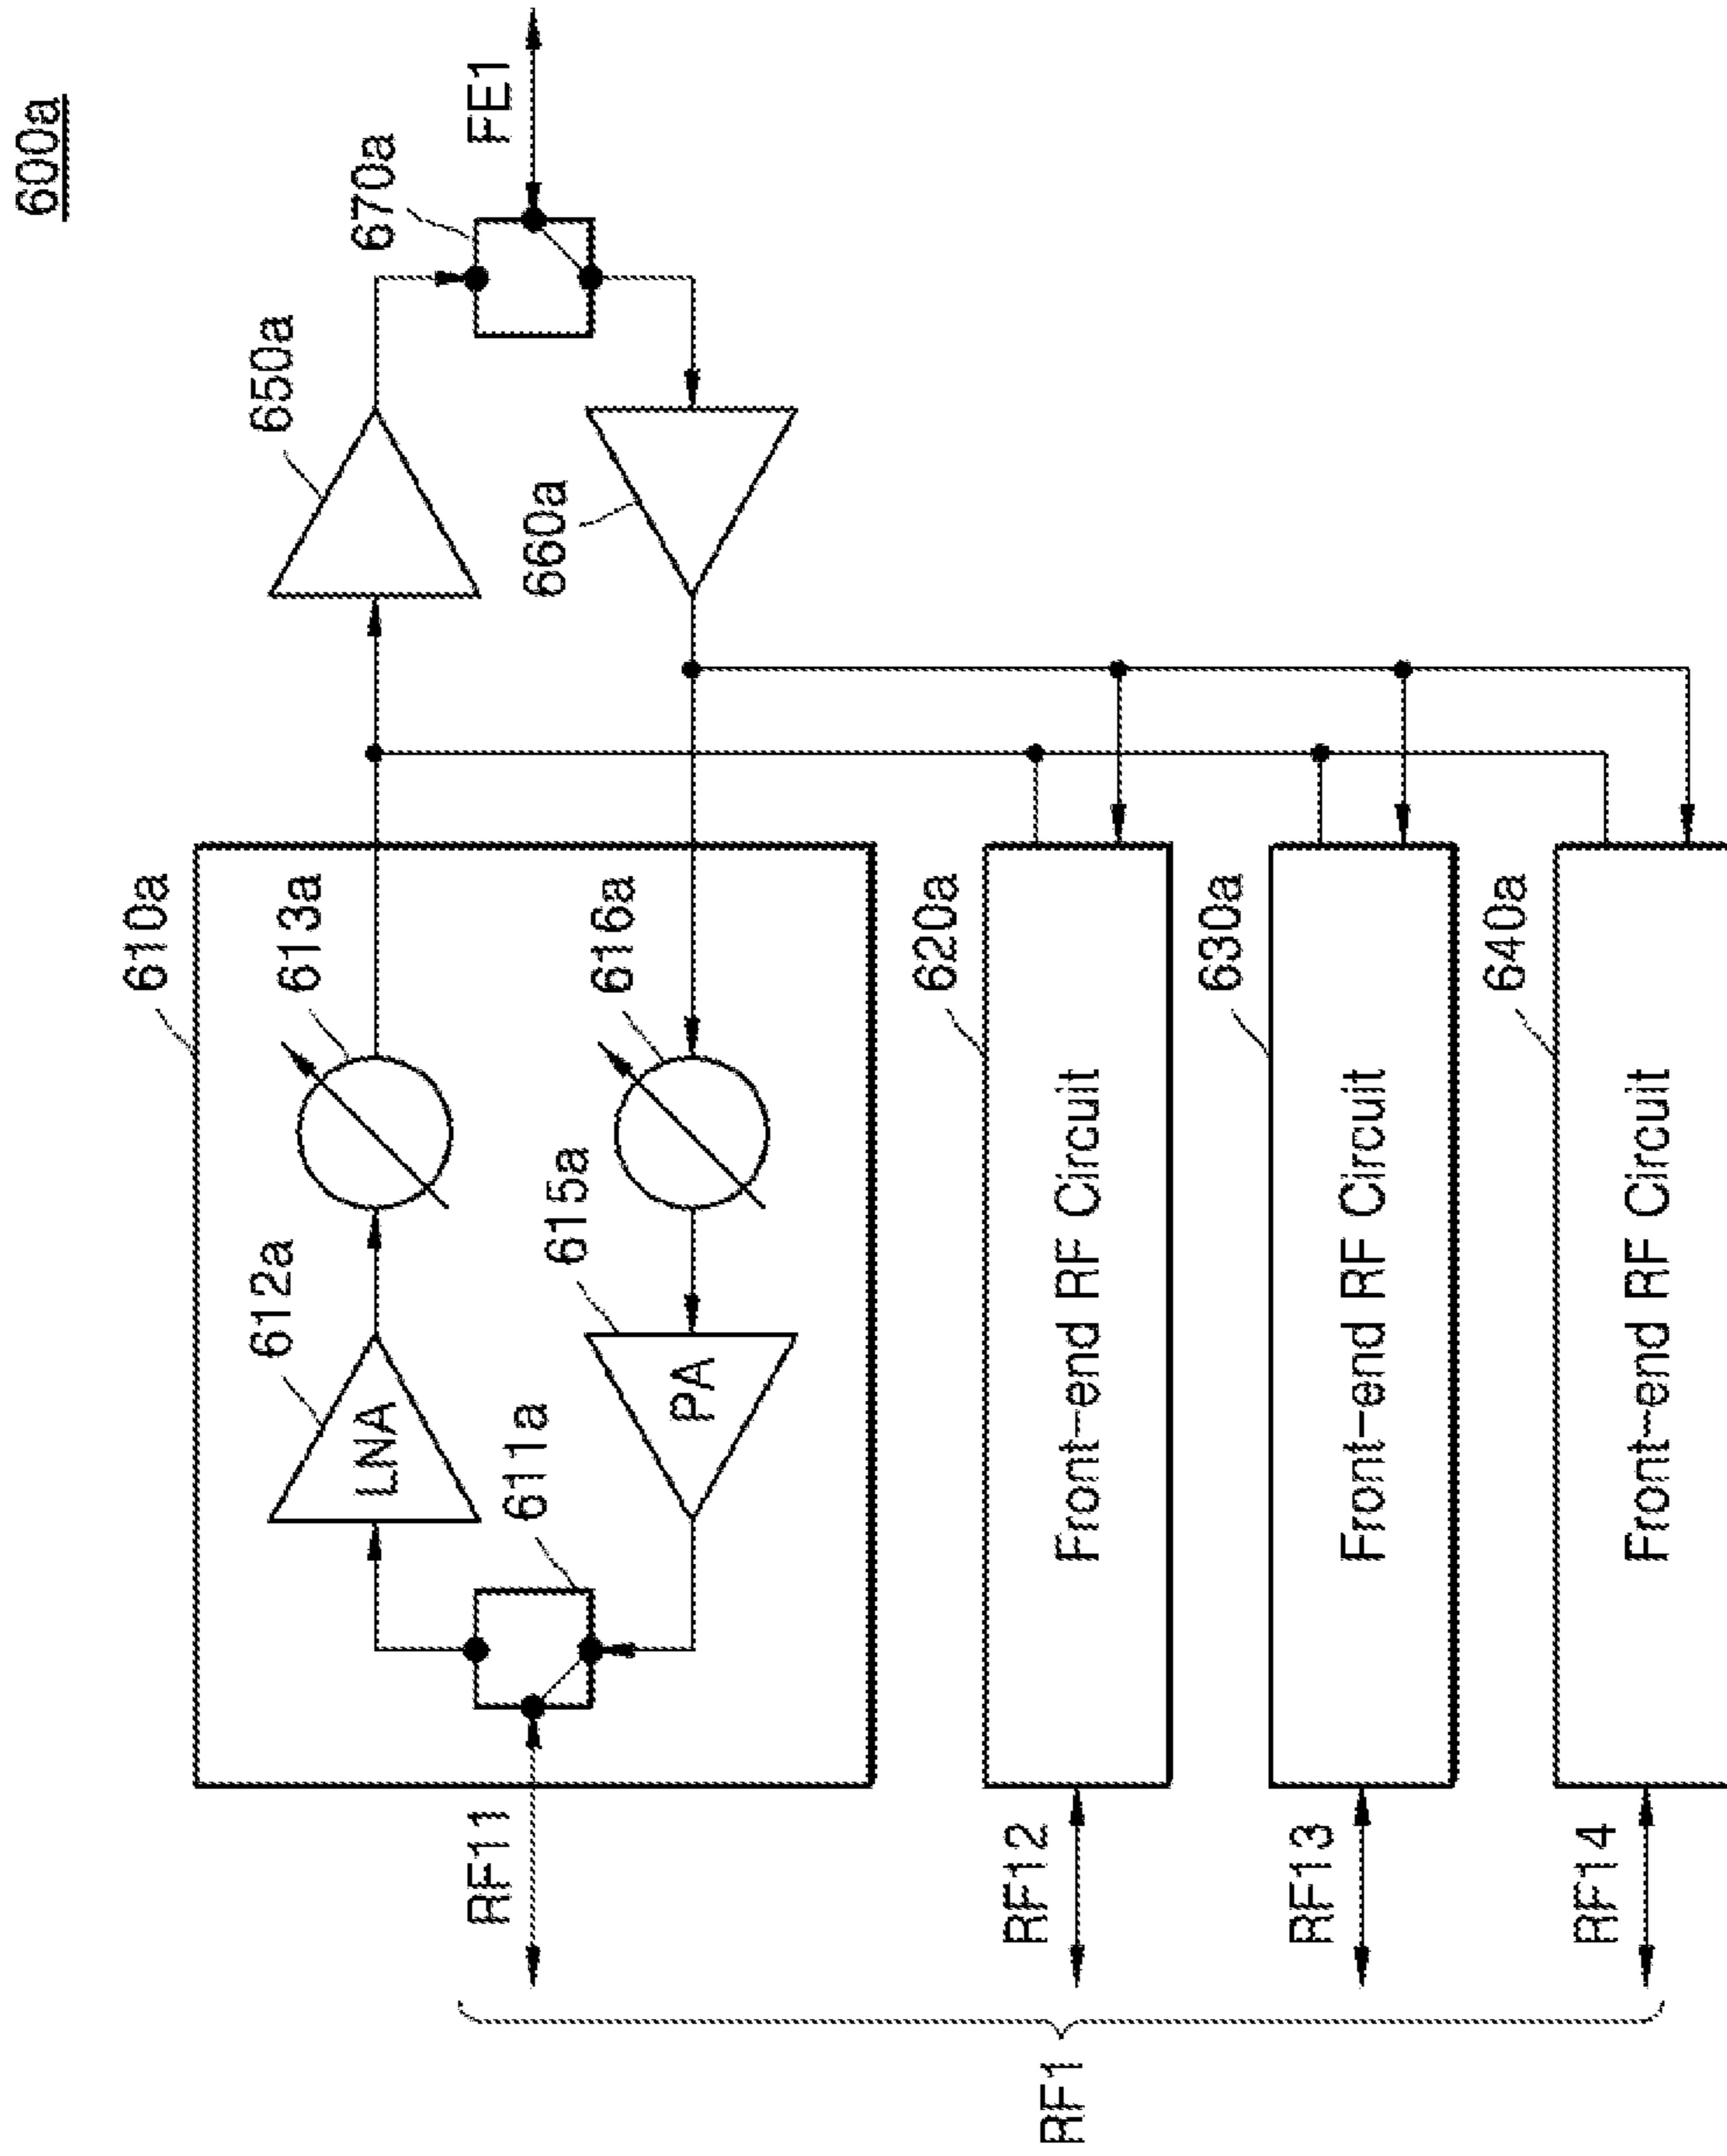 600a
610a
612a
613a
650a
LNA
670a
RF11
611a
615a
616a
660a
FE1
PA
620a
RF12
Front-end RF Circuit
630a
RF1
RF13
Front-end RF Circuit
640a
RF14
Front-end RF Circuit